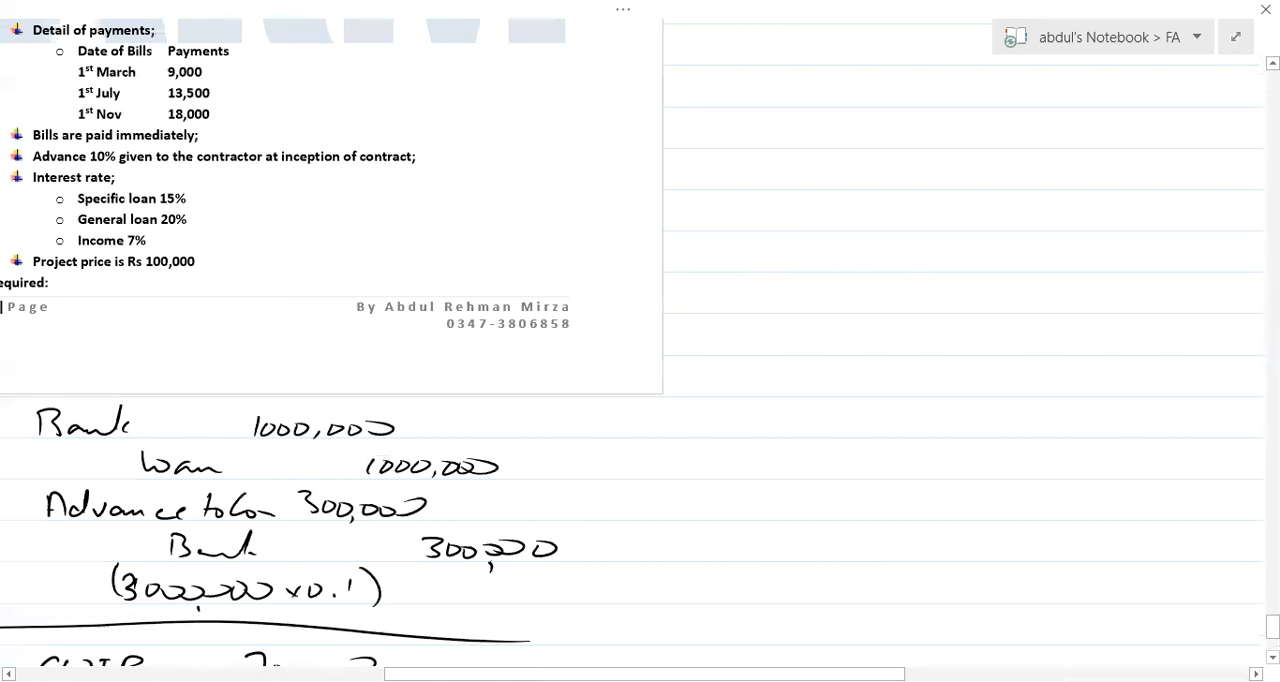 abdul's Notebook > FA
Detail of payments;
Date of Bills Payments
1st March 9,000
1st July 13,500
1st Nov 18,000
Bills are paid immediately;
Advance 10% given to the contractor at inception of contract;
Interest rate;
Specific loan 15%
General loan 20%
Income 7%
Project price is Rs 100,000
equired:
| Page By Abdul Rehman Mirza
0347-3806858
Bank 1000,000
Loan 1000,000
Advance to Con 300,000
Bank 300,000
(3000,000 x 0.1)